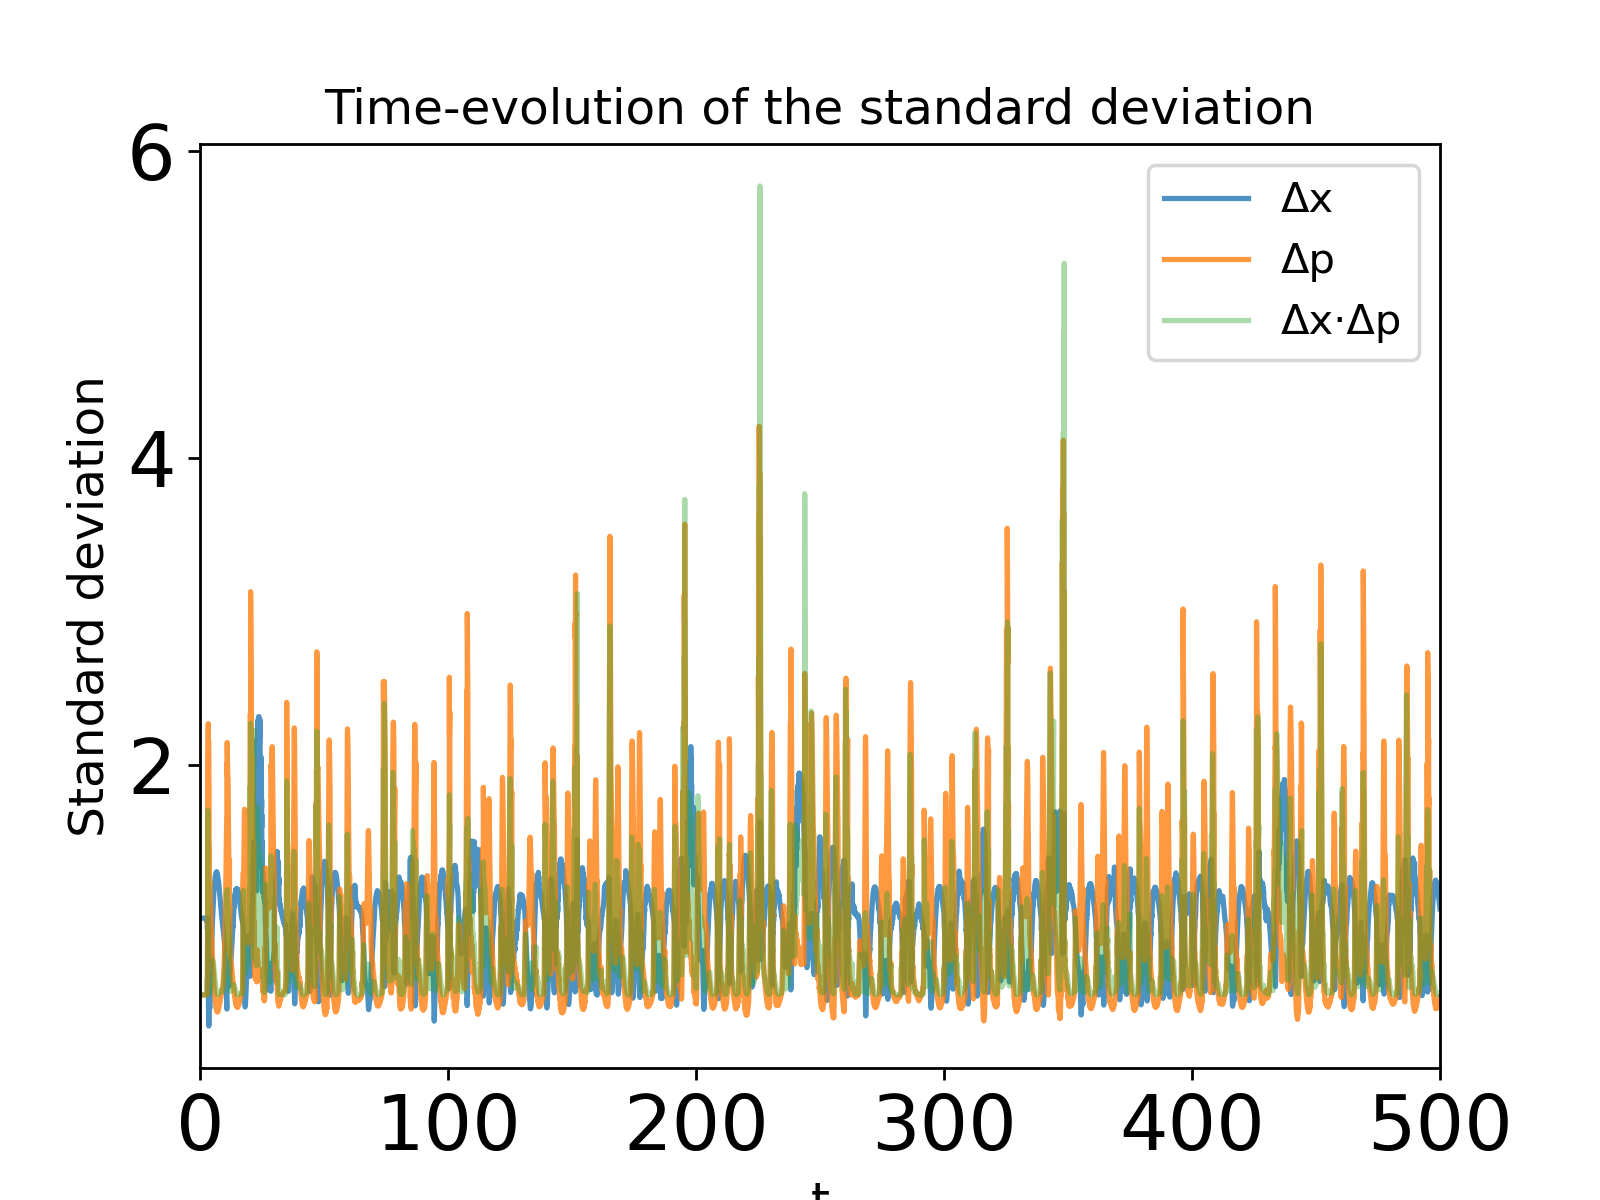 Time-evolution of the standard deviation
6
4
2
Standard deviation
Δx
Δp
Δx·Δp
0 100 200 300 400 500
t